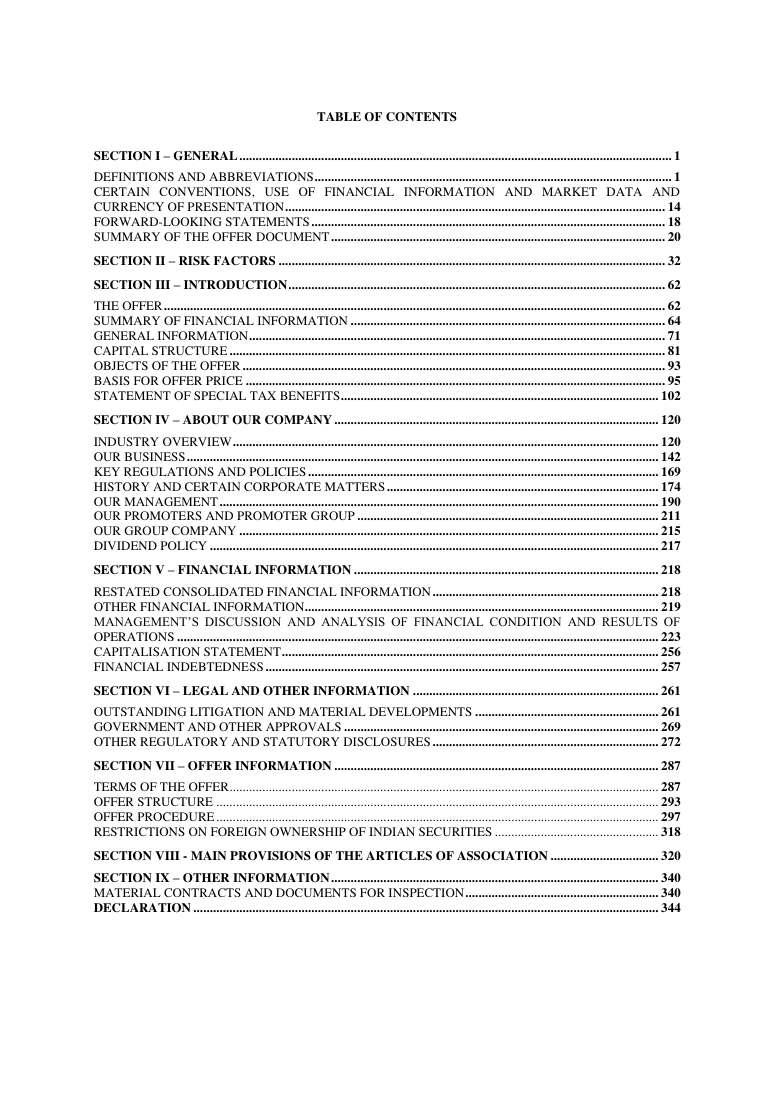 TABLE OF CONTENTS
SECTION I – GENERAL ........ 1
DEFINITIONS AND ABBREVIATIONS ........ 1
CERTAIN CONVENTIONS, USE OF FINANCIAL INFORMATION AND MARKET DATA AND
CURRENCY OF PRESENTATION ........ 14
FORWARD-LOOKING STATEMENTS ........ 18
SUMMARY OF THE OFFER DOCUMENT ........ 20
SECTION II – RISK FACTORS ........ 32
SECTION III – INTRODUCTION ........ 62
THE OFFER ........ 62
SUMMARY OF FINANCIAL INFORMATION ........ 64
GENERAL INFORMATION ........ 71
CAPITAL STRUCTURE ........ 81
OBJECTS OF THE OFFER ........ 93
BASIS FOR OFFER PRICE ........ 95
STATEMENT OF SPECIAL TAX BENEFITS ........ 102
SECTION IV – ABOUT OUR COMPANY ........ 120
INDUSTRY OVERVIEW ........ 120
OUR BUSINESS ........ 142
KEY REGULATIONS AND POLICIES ........ 169
HISTORY AND CERTAIN CORPORATE MATTERS ........ 174
OUR MANAGEMENT ........ 190
OUR PROMOTERS AND PROMOTER GROUP ........ 211
OUR GROUP COMPANY ........ 215
DIVIDEND POLICY ........ 217
SECTION V – FINANCIAL INFORMATION ........ 218
RESTATED CONSOLIDATED FINANCIAL INFORMATION ........ 218
OTHER FINANCIAL INFORMATION ........ 219
MANAGEMENT'S DISCUSSION AND ANALYSIS OF FINANCIAL CONDITION AND RESULTS OF
OPERATIONS ........ 223
CAPITALISATION STATEMENT ........ 256
FINANCIAL INDEBTEDNESS ........ 257
SECTION VI – LEGAL AND OTHER INFORMATION ........ 261
OUTSTANDING LITIGATION AND MATERIAL DEVELOPMENTS ........ 261
GOVERNMENT AND OTHER APPROVALS ........ 269
OTHER REGULATORY AND STATUTORY DISCLOSURES ........ 272
SECTION VII – OFFER INFORMATION ........ 287
TERMS OF THE OFFER ........ 287
OFFER STRUCTURE ........ 293
OFFER PROCEDURE ........ 297
RESTRICTIONS ON FOREIGN OWNERSHIP OF INDIAN SECURITIES ........ 318
SECTION VIII - MAIN PROVISIONS OF THE ARTICLES OF ASSOCIATION ........ 320
SECTION IX – OTHER INFORMATION ........ 340
MATERIAL CONTRACTS AND DOCUMENTS FOR INSPECTION ........ 340
DECLARATION ........ 344